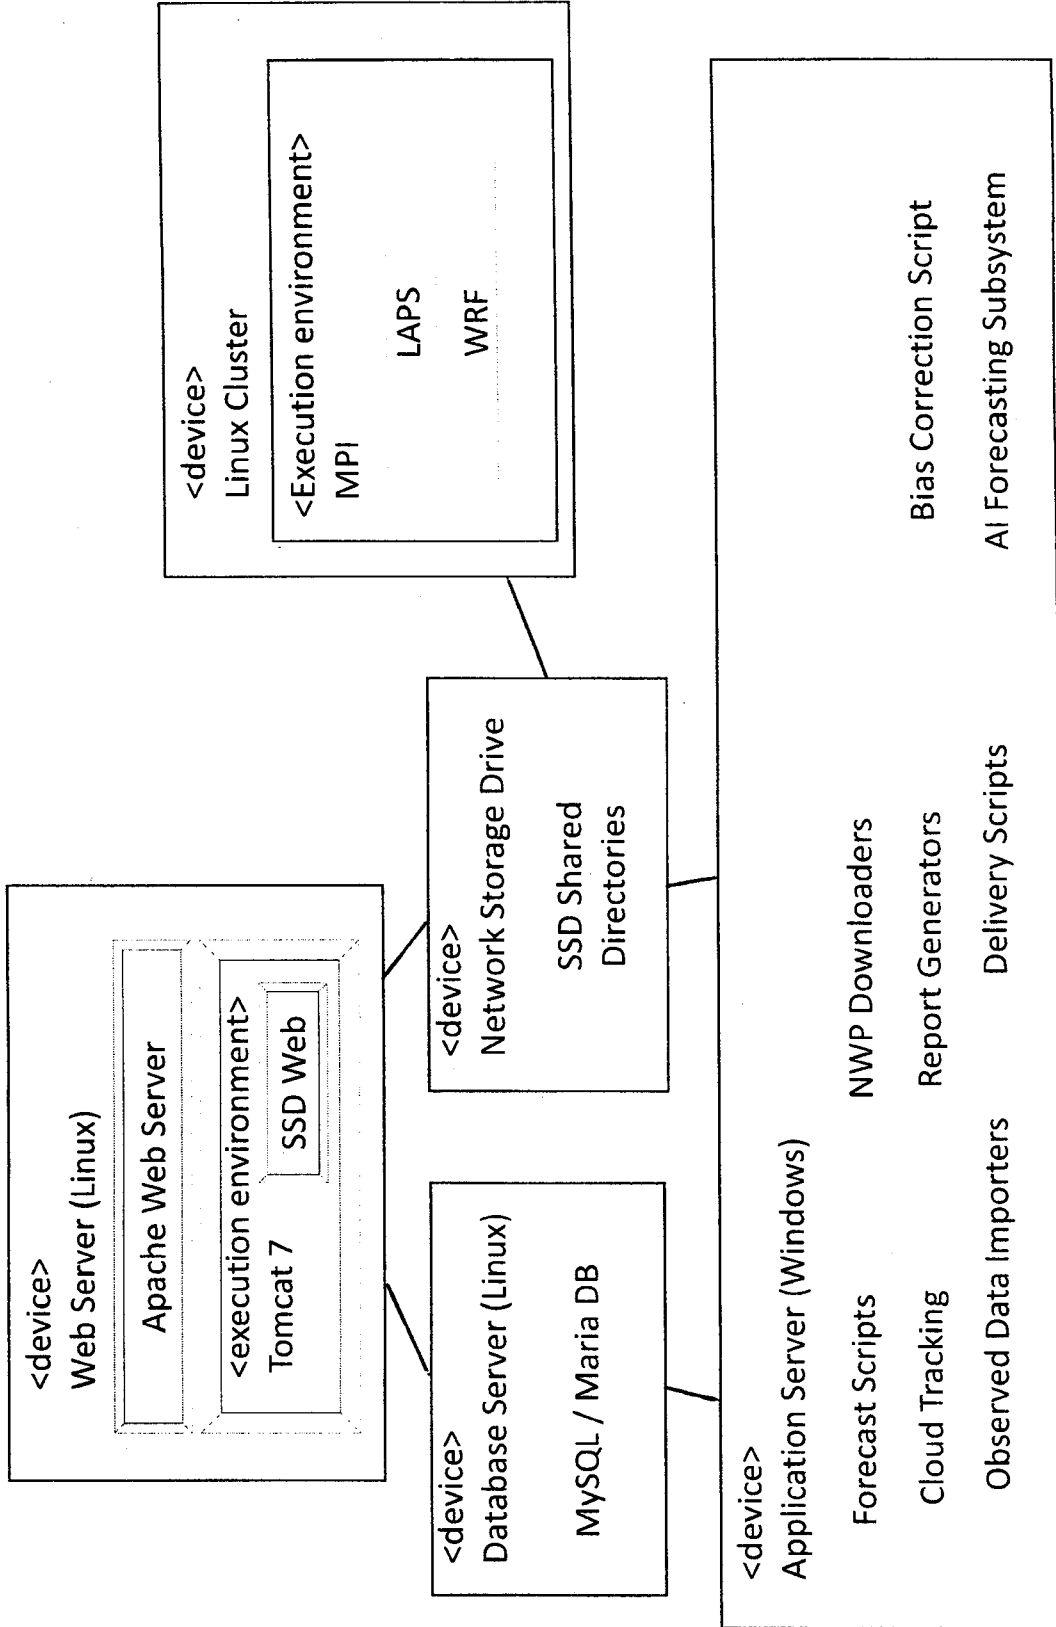 <device>
Web Server (Linux)
Apache Web Server
<execution environment>
Tomcat 7
SSD Web
<device>
Linux Cluster
<Execution environment>
MPI
LAPS
WRF
<device>
Database Server (Linux)
MySQL / Maria DB
<device>
Network Storage Drive
SSD Shared
Directories
<device>
Application Server (Windows)
Forecast Scripts
NWP Downloaders
Cloud Tracking
Report Generators
Bias Correction Script
Observed Data Importers
Delivery Scripts
AI Forecasting Subsystem